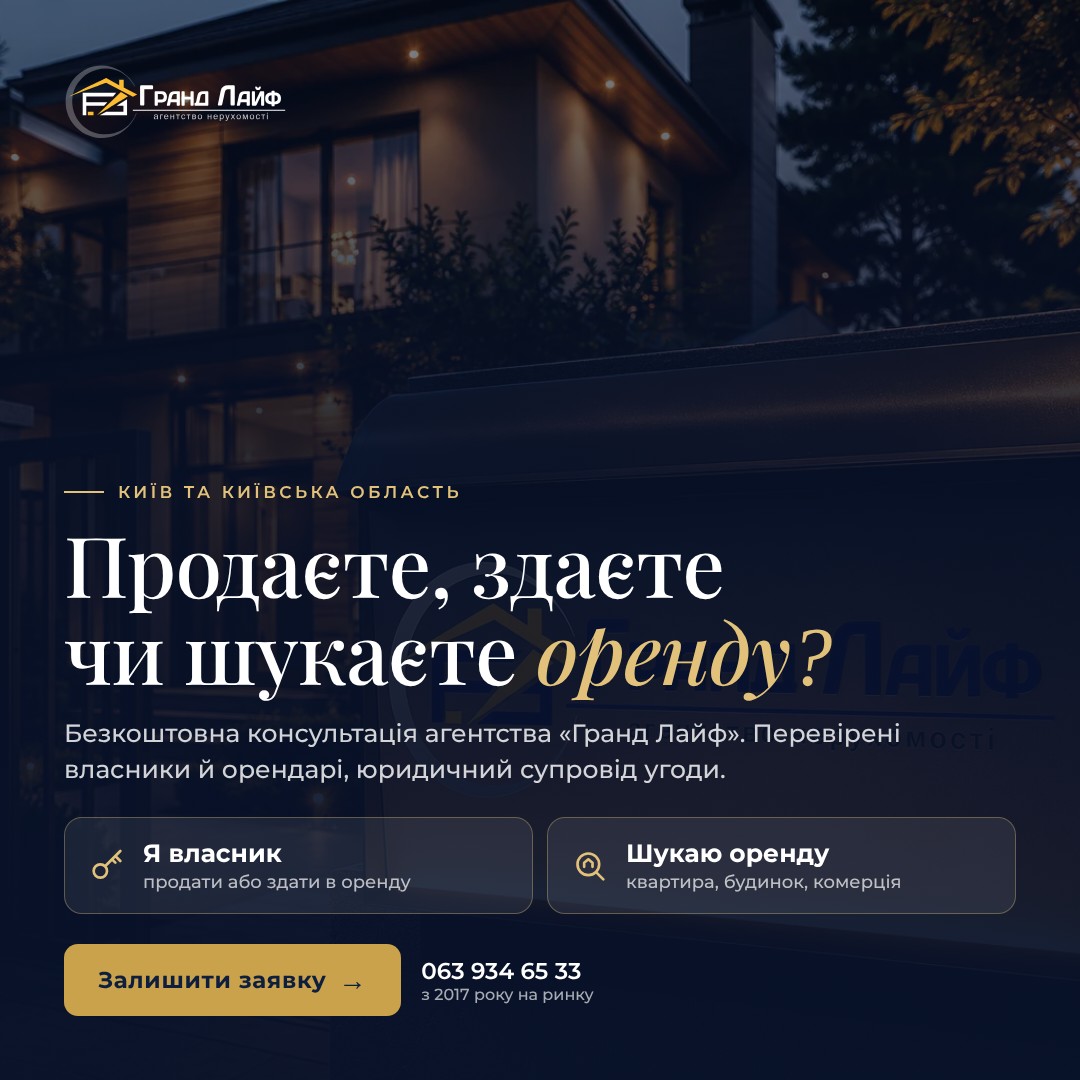 Гранд Лайф
агентство нерухомості
КИЇВ ТА КИЇВСЬКА ОБЛАСТЬ
Продаєте, здаєте
чи шукаєте оренду?
Лайф
Безкоштовна консультація агентства «Гранд Лайф». Перевірені
власники й орендарі, юридичний супровід угоди.
Я власник
продати або здати в оренду
Шукаю оренду
квартира, будинок, комерція
Залишити заявку →
063 934 65 33
з 2017 року на ринку